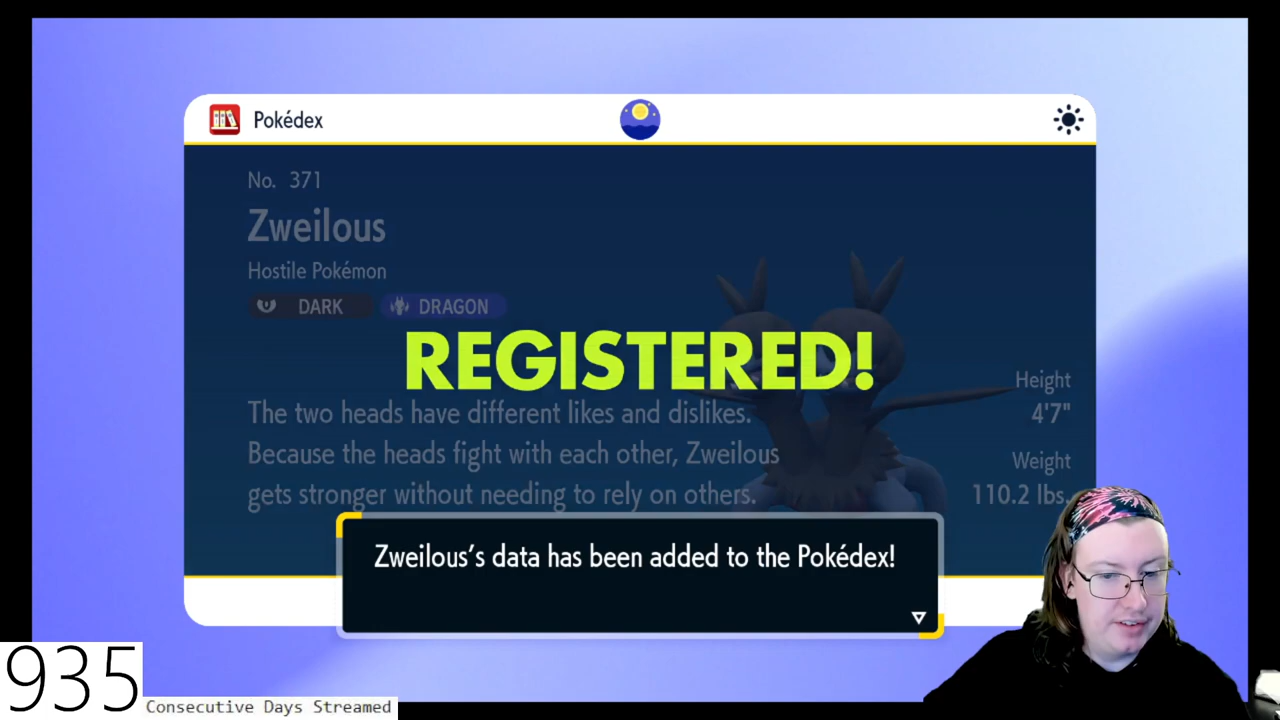 Pokédex
No. 371
Zweilous
Hostile Pokémon
DARK DRAGON
REGISTERED!
Height
4'7"
The two heads have different likes and dislikes.
Because the heads fight with each other, Zweilous
gets stronger without needing to rely on others.
Weight
110.2 lbs.
Zweilous's data has been added to the Pokédex!
935
Consecutive Days Streamed